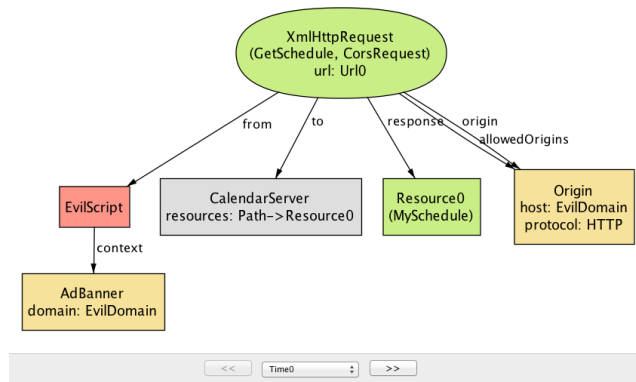 XmlHttpRequest
(GetSchedule, CorsRequest)
url: Url0
from
to
response
origin
allowedOrigins
EvilScript
CalendarServer
resources: Path->Resource0
Resource0
(MySchedule)
Origin
host: EvilDomain
protocol: HTTP
context
AdBanner
domain: EvilDomain
<< Time0 >>